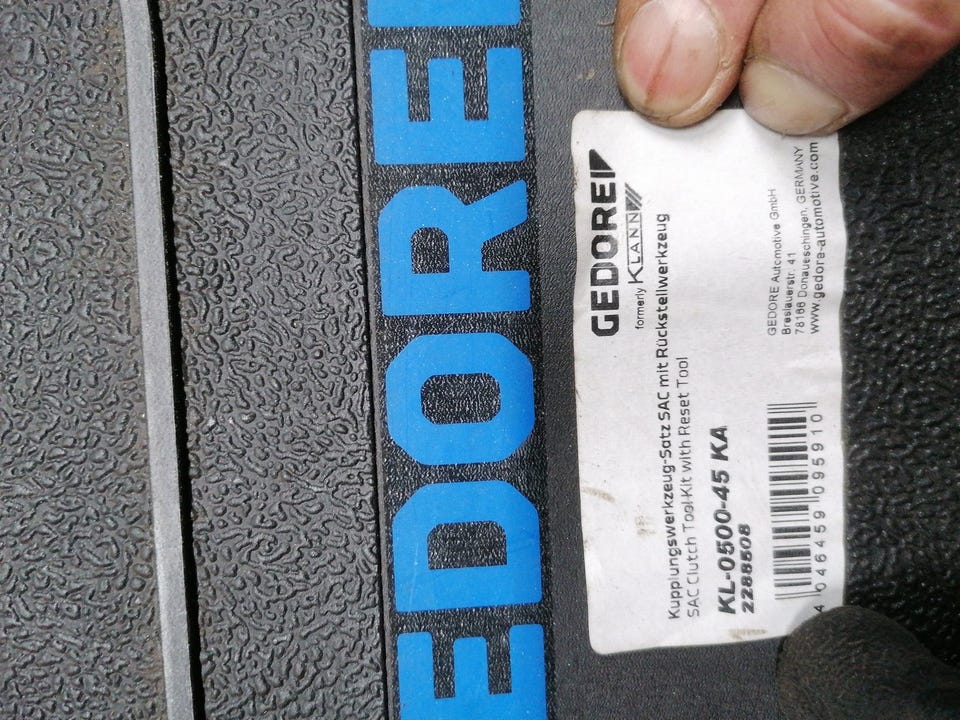 EDORE
GEDORE
formerly KLANN
Kupplungswerkzeug-Satz SAC mit Rückstellwerkzeug
SAC Clutch Tool-Kit with Reset Tool
KL-0500-45 KA
2288508
4 046459 095910
GEDORE Automotive GmbH
Breslauerstr. 41
78166 Donaueschingen, GERMANY
www.gedore-automotive.com